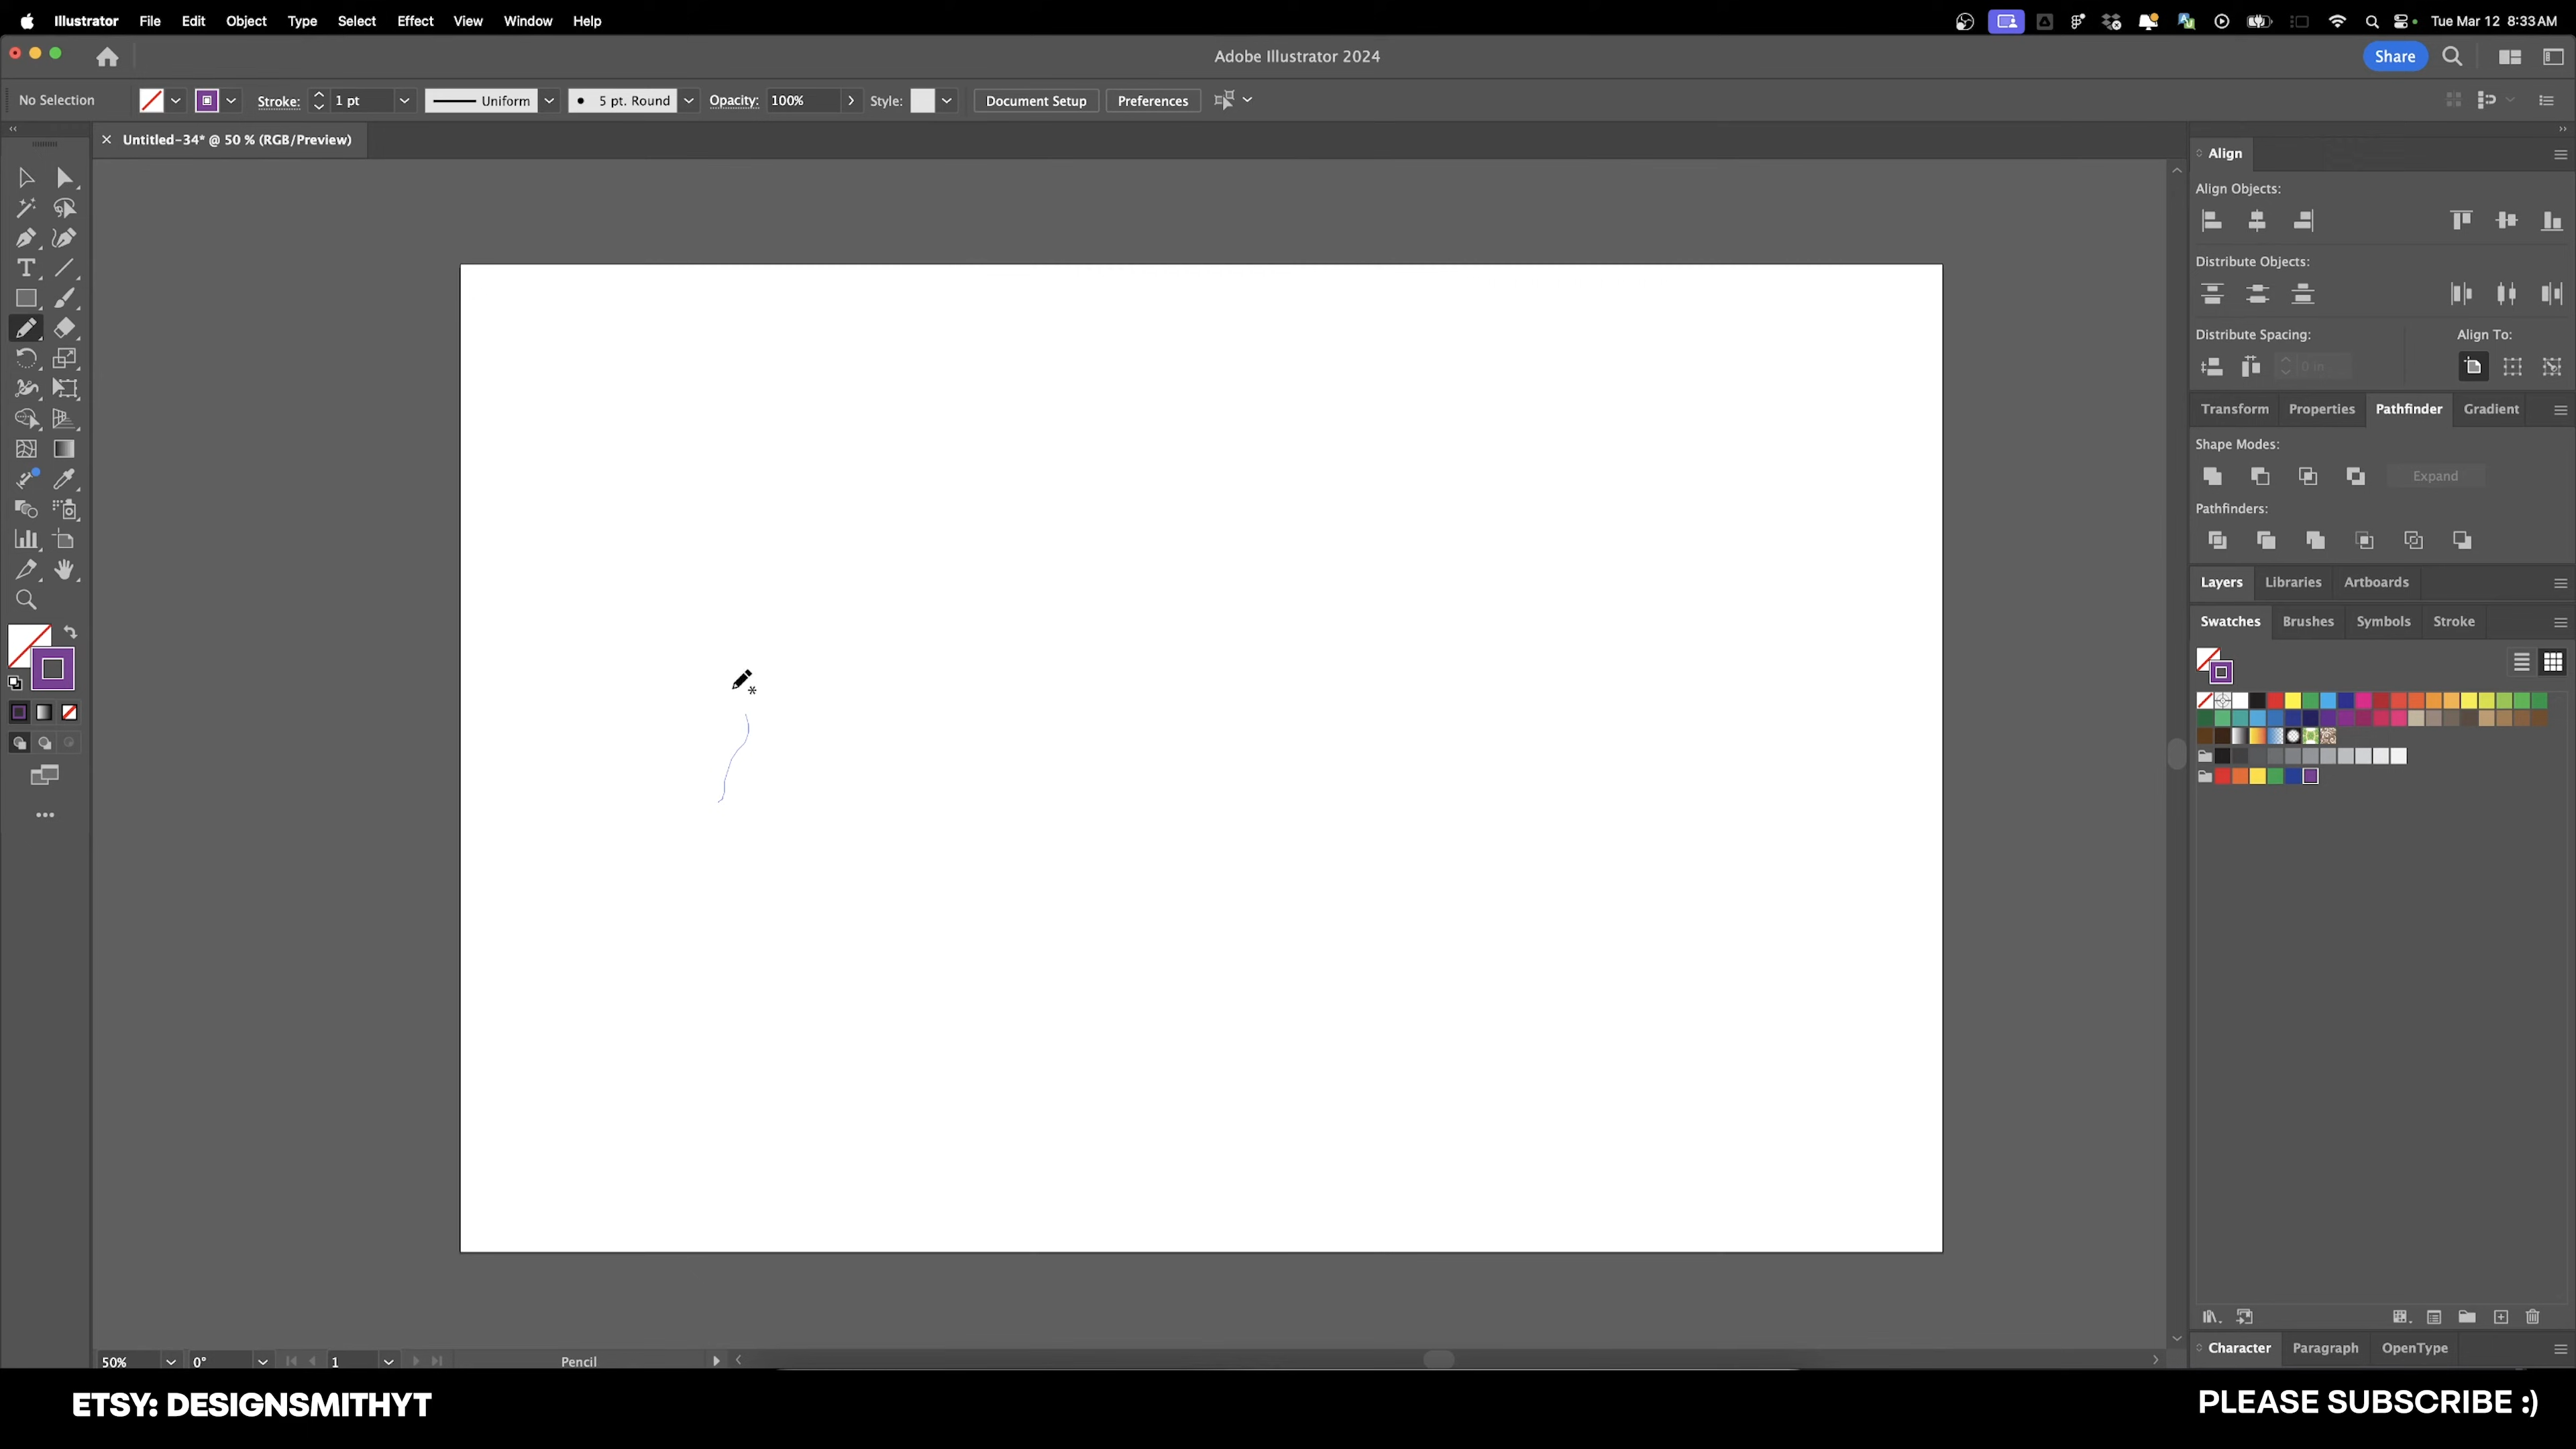 Illustrator File Edit Object Type Select Effect View Window Help
Tue Mar 12 8:33 AM
Adobe Illustrator 2024
Share
No Selection
Stroke: 1 pt
Uniform
5 pt. Round
Opacity: 100%
Style:
Document Setup
Preferences
Untitled-34* @ 50 % (RGB/Preview)
Align
Align Objects:
Distribute Objects:
Distribute Spacing:
Align To:
0 in
Transform Properties Pathfinder Gradient
Shape Modes:
Expand
Pathfinders:
Layers Libraries Artboards
Swatches Brushes Symbols Stroke
50% 0° 1 Pencil
Character Paragraph OpenType
ETSY: DESIGNSMITHYT
PLEASE SUBSCRIBE :)